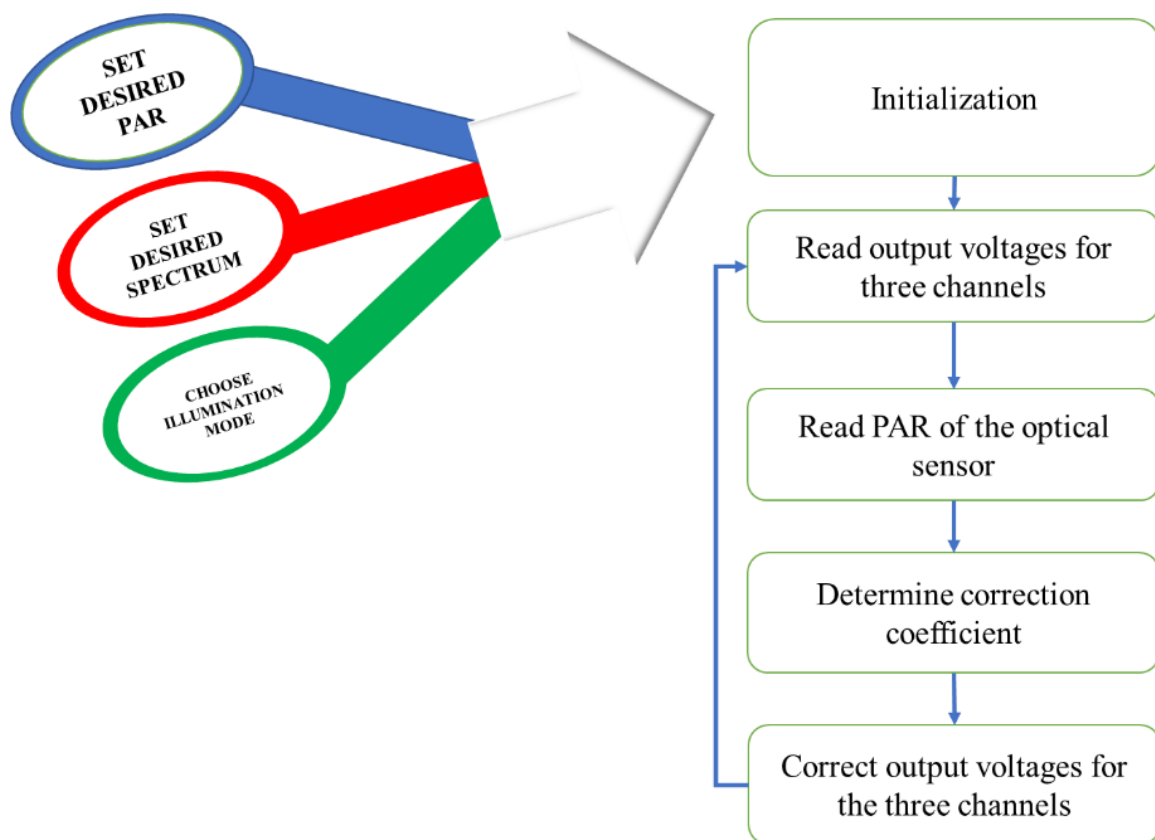 SET
DESIRED
PAR
SET
DESIRED
SPECTRUM
CHOOSE
ILLUMINATION
MODE
Initialization
Read output voltages for
three channels
Read PAR of the optical
sensor
Determine correction
coefficient
Correct output voltages for
the three channels